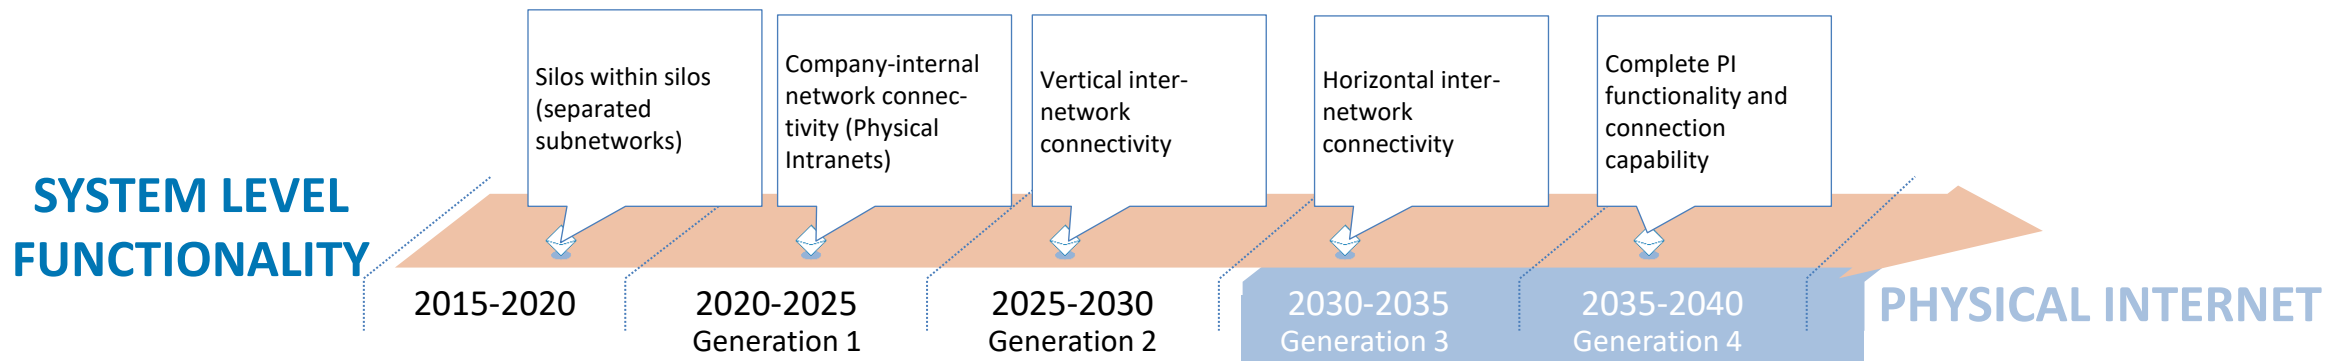 Silos within silos
(separated
subnetworks)
Company-internal
network connec-
tivity (Physical
Intranets)
Vertical inter-
network
connectivity
Horizontal inter-
network
connectivity
Complete PI
functionality and
connection
capability
SYSTEM LEVEL
FUNCTIONALITY
2015-2020
2020-2025
Generation 1
2025-2030
Generation 2
2030-2035
Generation 3
2035-2040
Generation 4
PHYSICAL INTERNET